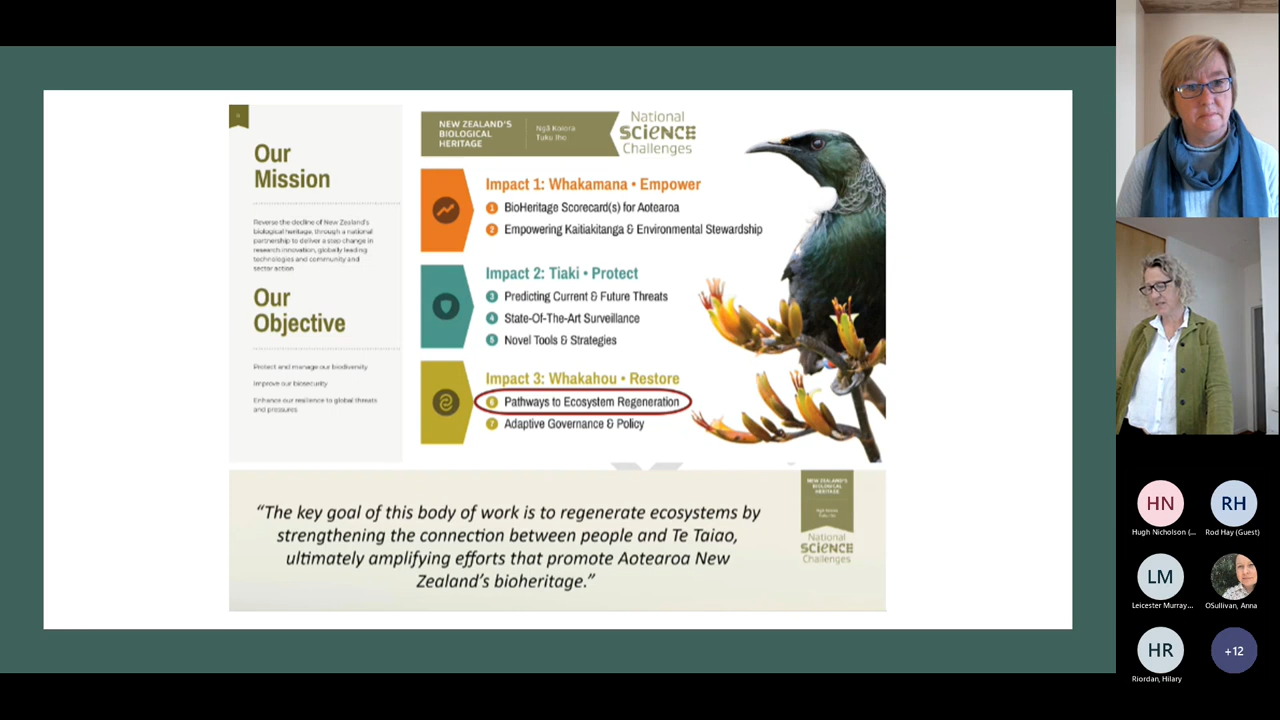 Our
Mission
Reverse the decline of New Zealand's
biological heritage, through a national
partnership to deliver a step change in
research innovation, globally leading
technologies and community and
sector action
Our
Objective
Protect and manage our biodiversity
Improve our biosecurity
Enhance our resilience to global threats
and pressures
NEW ZEALAND'S
BIOLOGICAL
HERITAGE
Ngā Koiora
Tuku Iho
National
SCIENCE
Challenges
Impact 1: Whakamana • Empower
1 BioHeritage Scorecard(s) for Aotearoa
2 Empowering Kaitiakitanga & Environmental Stewardship
Impact 2: Tiaki • Protect
3 Predicting Current & Future Threats
4 State-Of-The-Art Surveillance
5 Novel Tools & Strategies
Impact 3: Whakahou • Restore
6 Pathways to Ecosystem Regeneration
7 Adaptive Governance & Policy
“The key goal of this body of work is to regenerate ecosystems by
strengthening the connection between people and Te Taiao,
ultimately amplifying efforts that promote Aotearoa New
Zealand’s bioheritage.”
NEW ZEALAND'S
BIOLOGICAL
HERITAGE
Ngā Koiora
Tuku Iho
National
SCIENCE
Challenges
HN
Hugh Nicholson (...
RH
Rod Hay (Guest)
LM
Leicester Murray...
OSullivan, Anna
HR
Riordan, Hilary
+12